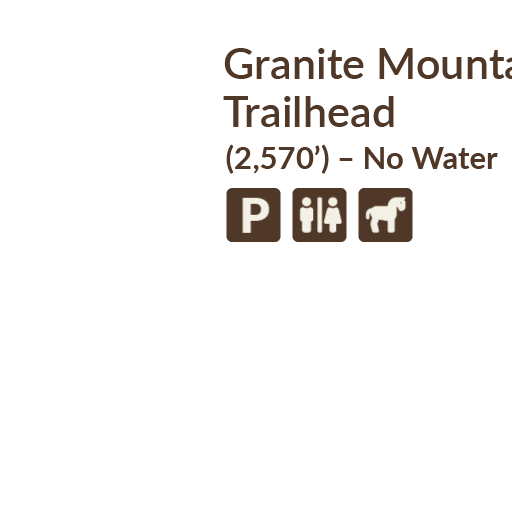 Granite Mounta
Trailhead
(2,570’) – No Water
P